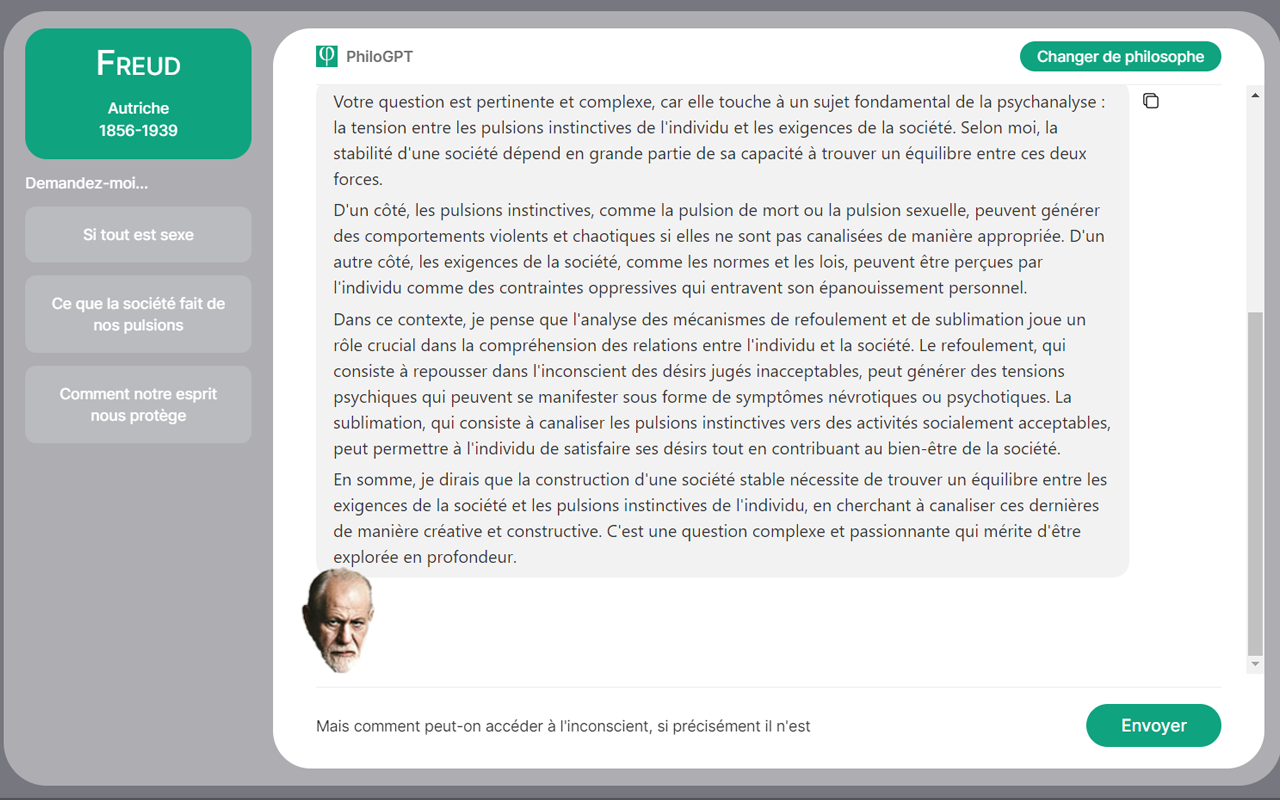 FREUD
Autriche
1856-1939
Demandez-moi...
Si tout est sexe
Ce que la société fait de
nos pulsions
Comment notre esprit
nous protège
φ PhiloGPT
Changer de philosophe
Votre question est pertinente et complexe, car elle touche à un sujet fondamental de la psychanalyse :
la tension entre les pulsions instinctives de l'individu et les exigences de la société. Selon moi, la
stabilité d'une société dépend en grande partie de sa capacité à trouver un équilibre entre ces deux
forces.
D'un côté, les pulsions instinctives, comme la pulsion de mort ou la pulsion sexuelle, peuvent générer
des comportements violents et chaotiques si elles ne sont pas canalisées de manière appropriée. D'un
autre côté, les exigences de la société, comme les normes et les lois, peuvent être perçues par
l'individu comme des contraintes oppressives qui entravent son épanouissement personnel.
Dans ce contexte, je pense que l'analyse des mécanismes de refoulement et de sublimation joue un
rôle crucial dans la compréhension des relations entre l'individu et la société. Le refoulement, qui
consiste à repousser dans l'inconscient des désirs jugés inacceptables, peut générer des tensions
psychiques qui peuvent se manifester sous forme de symptômes névrotiques ou psychotiques. La
sublimation, qui consiste à canaliser les pulsions instinctives vers des activités socialement acceptables,
peut permettre à l'individu de satisfaire ses désirs tout en contribuant au bien-être de la société.
En somme, je dirais que la construction d'une société stable nécessite de trouver un équilibre entre les
exigences de la société et les pulsions instinctives de l'individu, en cherchant à canaliser ces dernières
de manière créative et constructive. C'est une question complexe et passionnante qui mérite d'être
explorée en profondeur.
Mais comment peut-on accéder à l'inconscient, si précisément il n'est
Envoyer